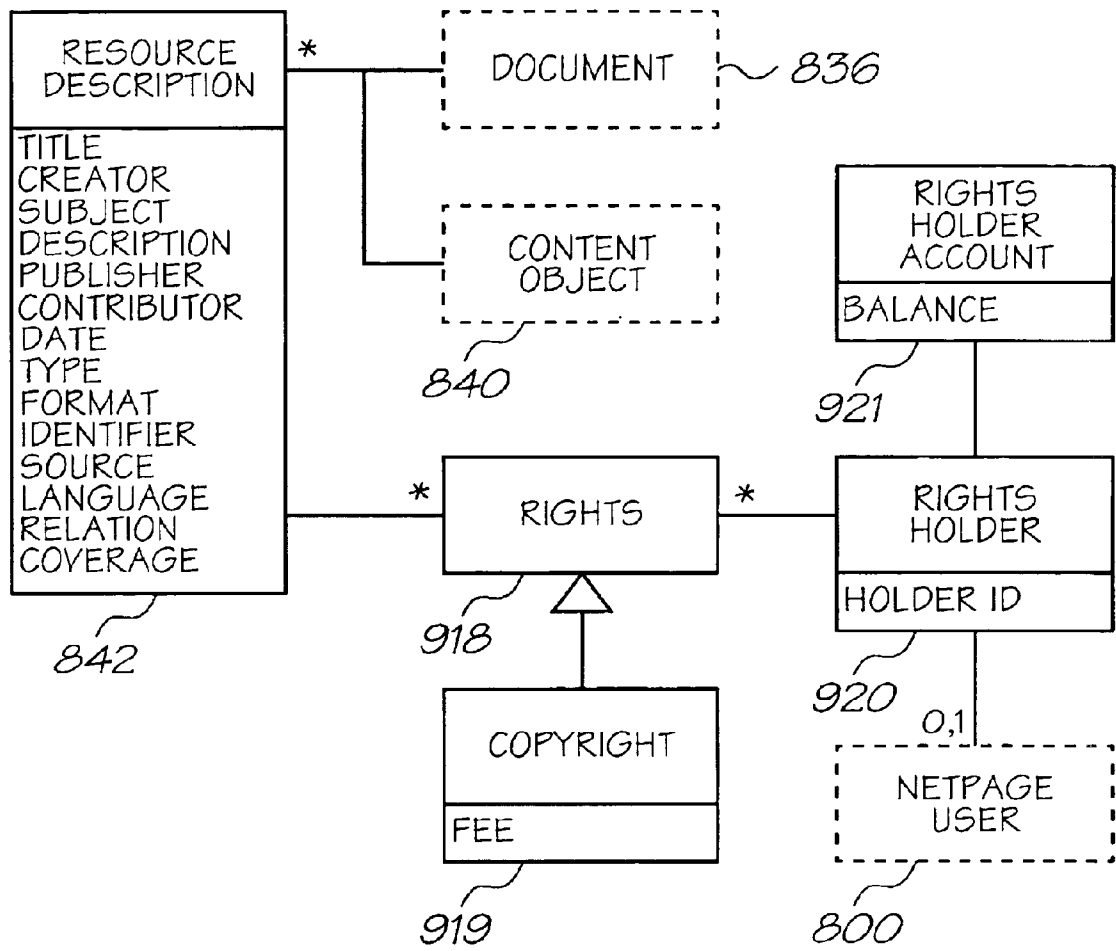 RESOURCE
DESCRIPTION
TITLE
CREATOR
SUBJECT
DESCRIPTION
PUBLISHER
CONTRIBUTOR
DATE
TYPE
FORMAT
IDENTIFIER
SOURCE
LANGUAGE
RELATION
COVERAGE
842
*
DOCUMENT
836
CONTENT
OBJECT
840
RIGHTS
HOLDER
ACCOUNT
BALANCE
921
*
RIGHTS
918
*
RIGHTS
HOLDER
HOLDER ID
920
COPYRIGHT
FEE
919
0,1
NETPAGE
USER
800